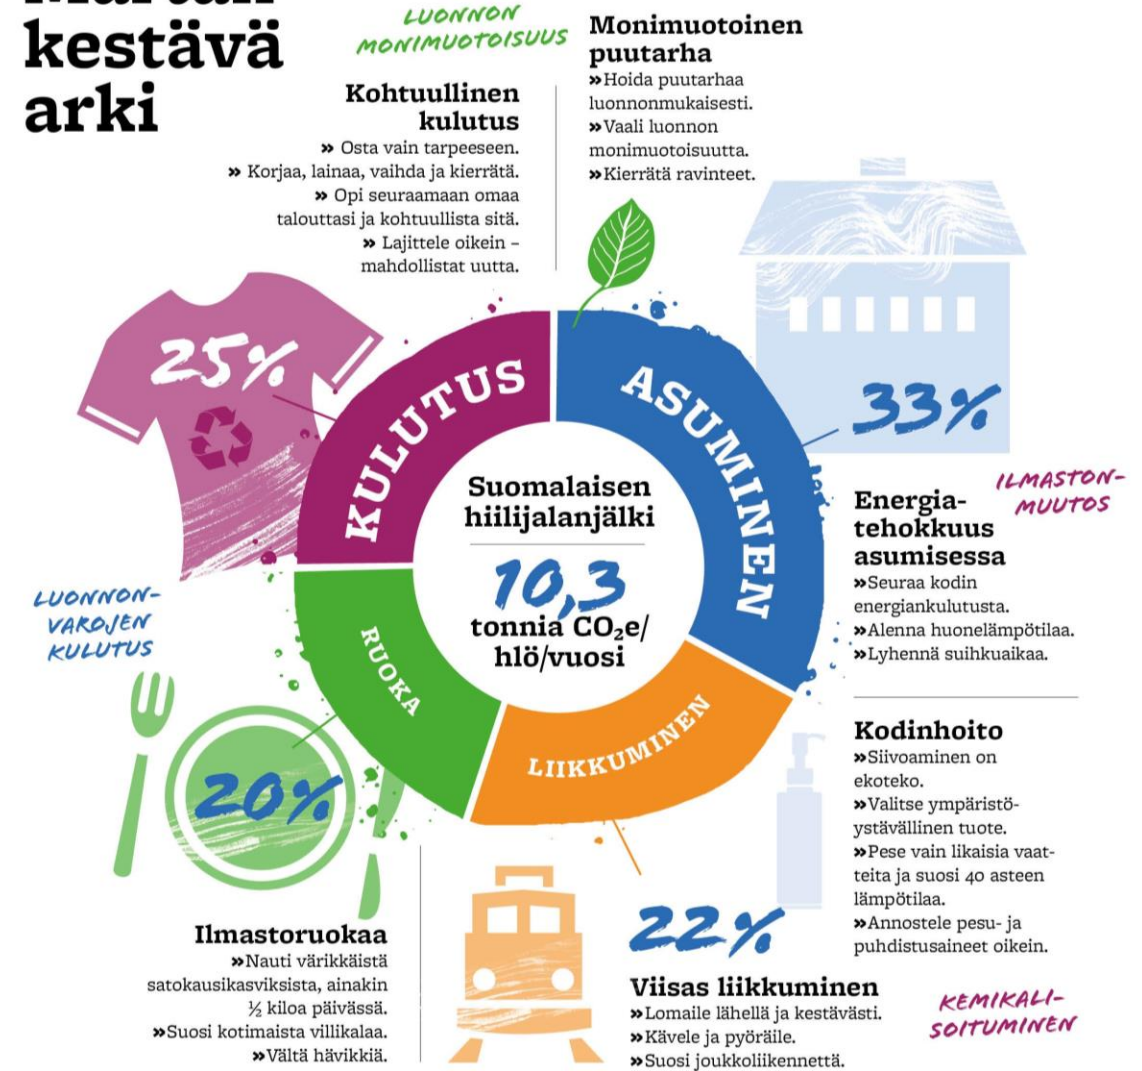 kestävä
arki
LUONNON
MONIMUOTOISUUS
Kohtuullinen
kulutus
» Osta vain tarpeeseen.
» Korjaa, lainaa, vaihda ja kierrätä.
» Opi seuraamaan omaa
talouttasi ja kohtuullista sitä.
» Lajittele oikein –
mahdollistat uutta.
Monimuotoinen
puutarha
»Hoida puutarhaa
luonnonmukaisesti.
»Vaali luonnon
monimuotoisuutta.
»Kierrätä ravinteet.
25%
KULUTUS
ASUMINEN
33%
Suomalaisen
hiilijalanjälki
10,3
tonnia CO₂e/
hlö/vuosi
ILMASTON-
MUUTOS
Energia-
tehokkuus
asumisessa
»Seuraa kodin
energiankulutusta.
»Alenna huonelämpötilaa.
»Lyhennä suihkuaikaa.
LUONNON-
VAROJEN
KULUTUS
RUOKA
LIIKKUMINEN
20%
Kodinhoito
»Siivoaminen on
ekoteko.
»Valitse ympäristö-
ystävällinen tuote.
»Pese vain likaisia vaat-
teita ja suosi 40 asteen
lämpötilaa.
»Annostele pesu- ja
puhdistusaineet oikein.
Ilmastoruokaa
»Nauti värikkäistä
satokausikasviksista, ainakin
½ kiloa päivässä.
»Suosi kotimaista villikalaa.
»Vältä hävikkiä.
22%
Viisas liikkuminen
»Lomaile lähellä ja kestävästi.
»Kävele ja pyöräile.
»Suosi joukkoliikennettä.
KEMIKALI-
SOITUMINEN